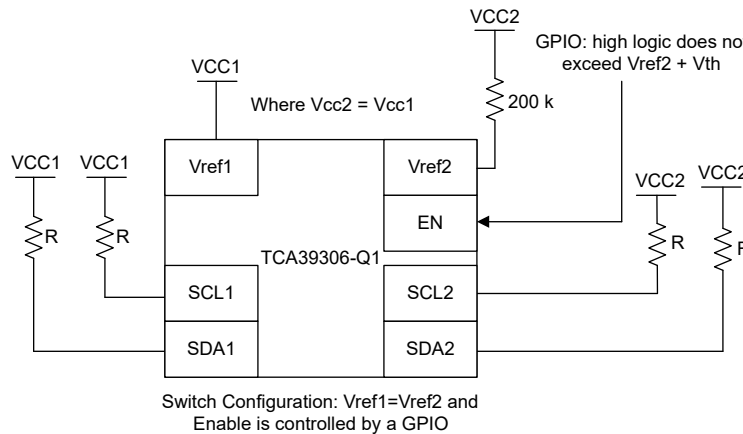 VCC2
GPIO: high logic does no
exceed Vref2 + Vth
VCC1
Where Vcc2 = Vcc1
200 k
VCC1
VCC1
Vref1
Vref2
VCC2
VCC2
EN
R
R
R
TCA39306-Q1
SCL1
SCL2
SDA1
SDA2
Switch Configuration: Vref1=Vref2 and
Enable is controlled by a GPIO